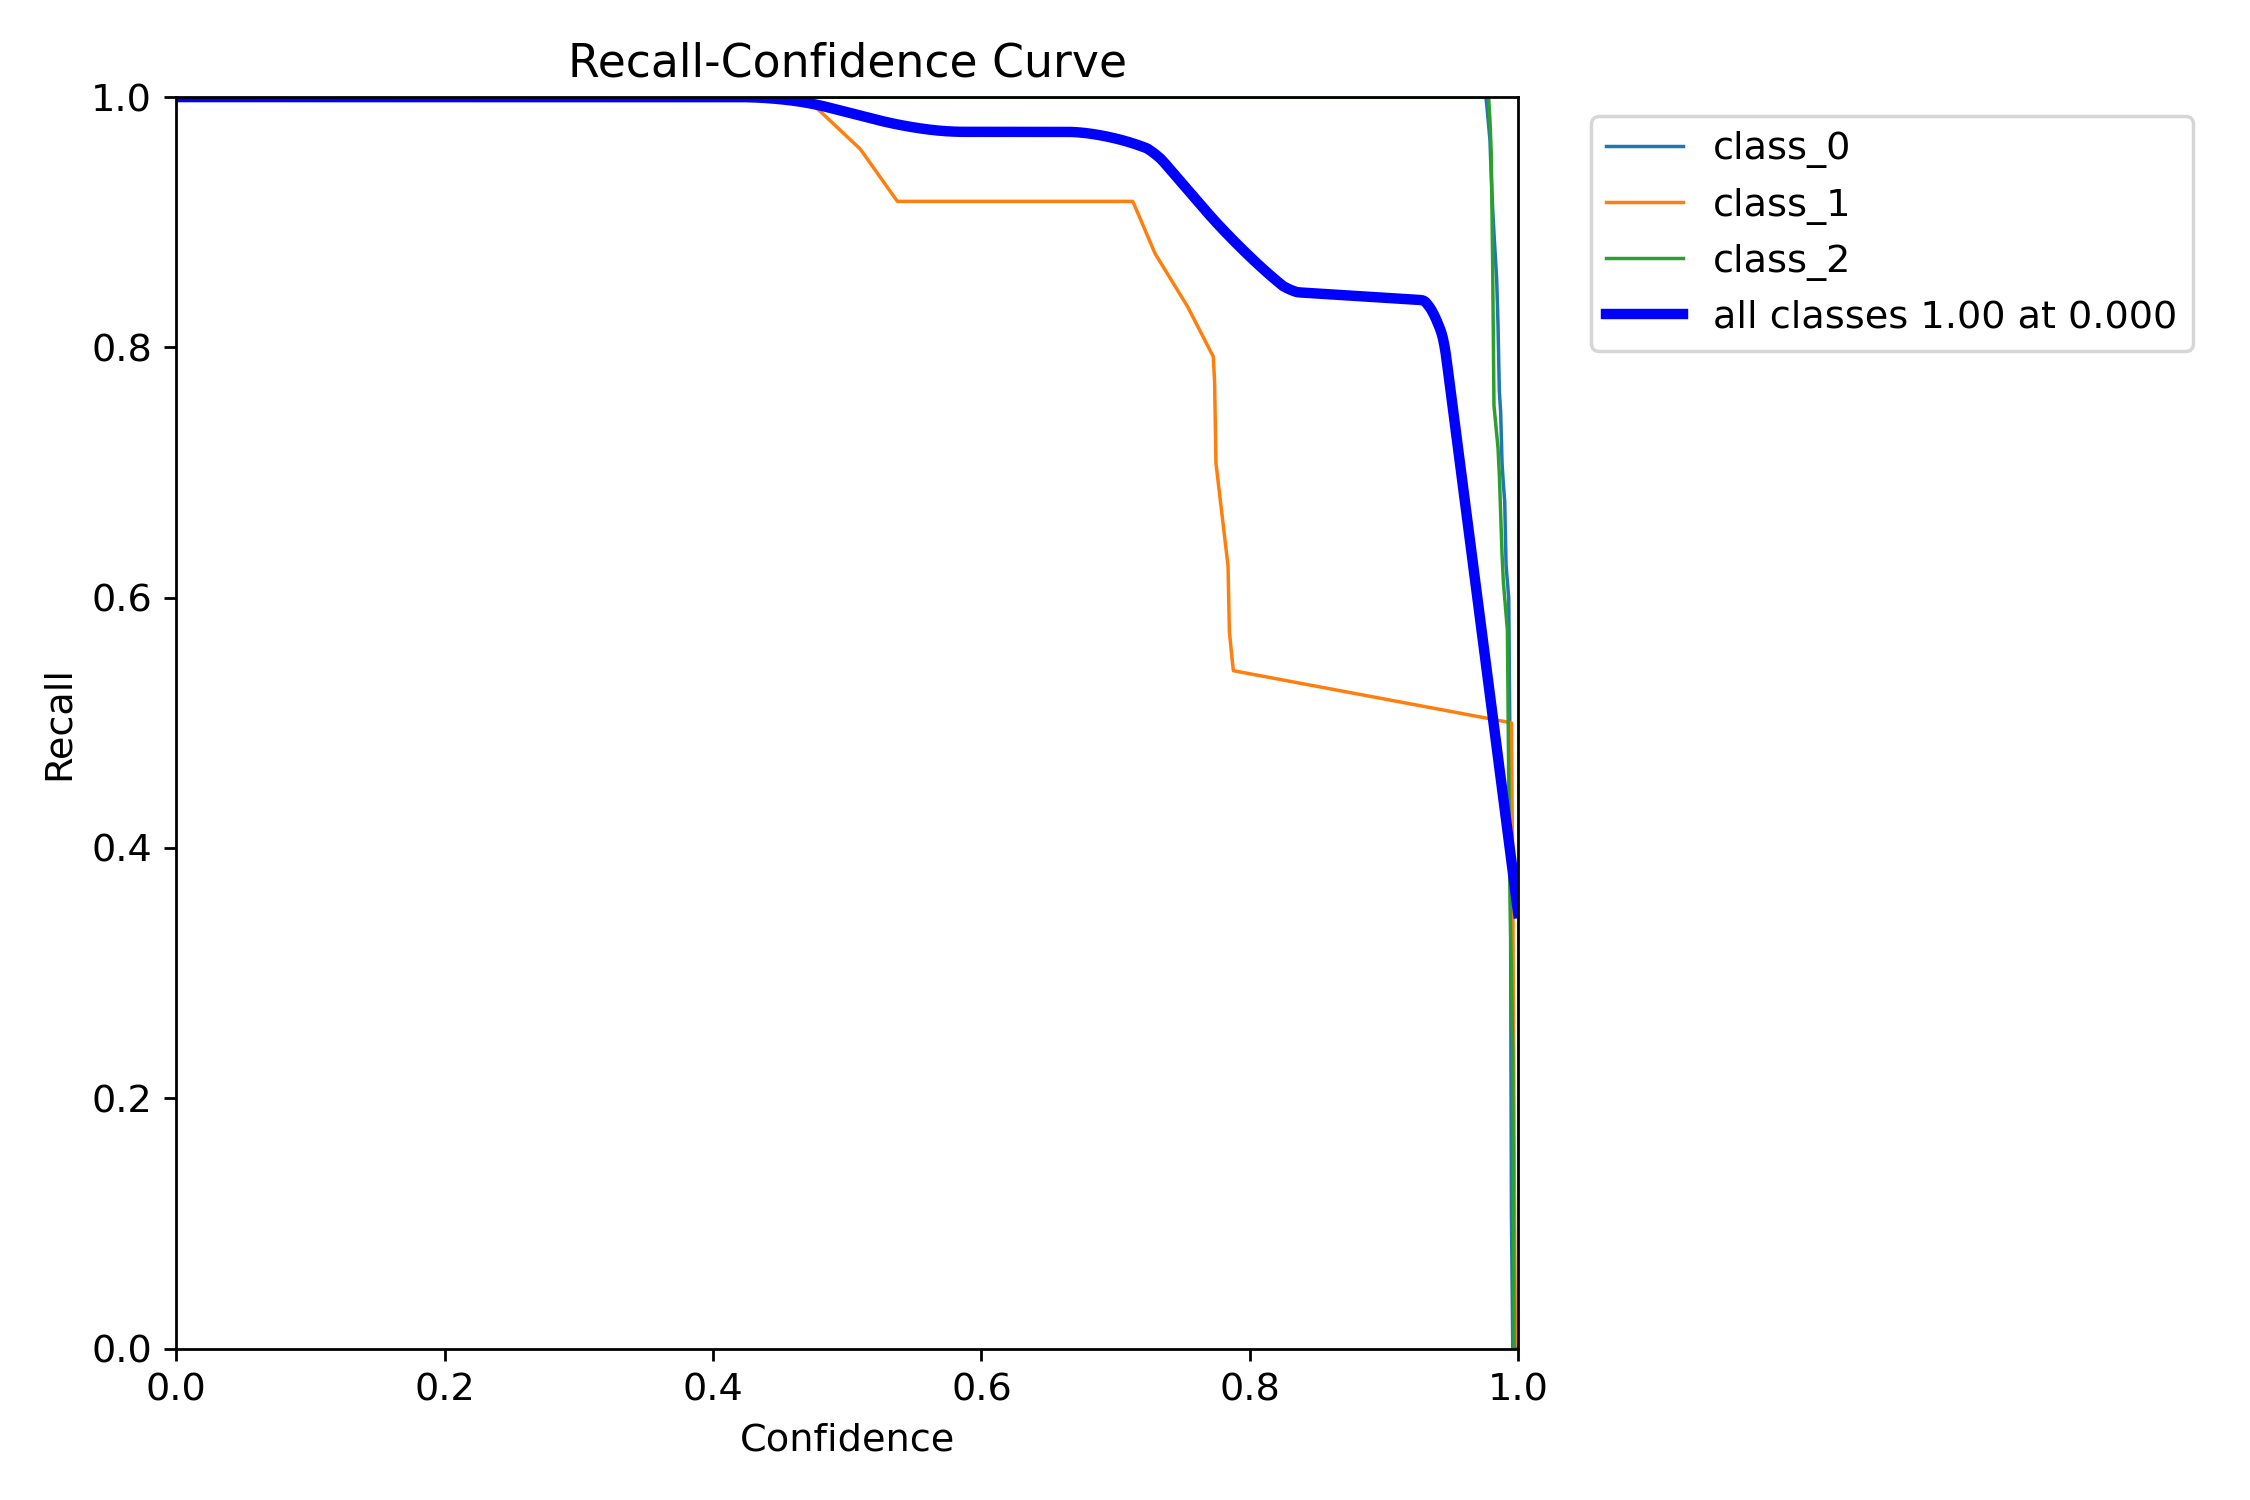 Recall-Confidence Curve
1.0
0.8
0.6
0.4
0.2
0.0
Recall
0.0 0.2 0.4 0.6 0.8 1.0
Confidence
class_0
class_1
class_2
all classes 1.00 at 0.000